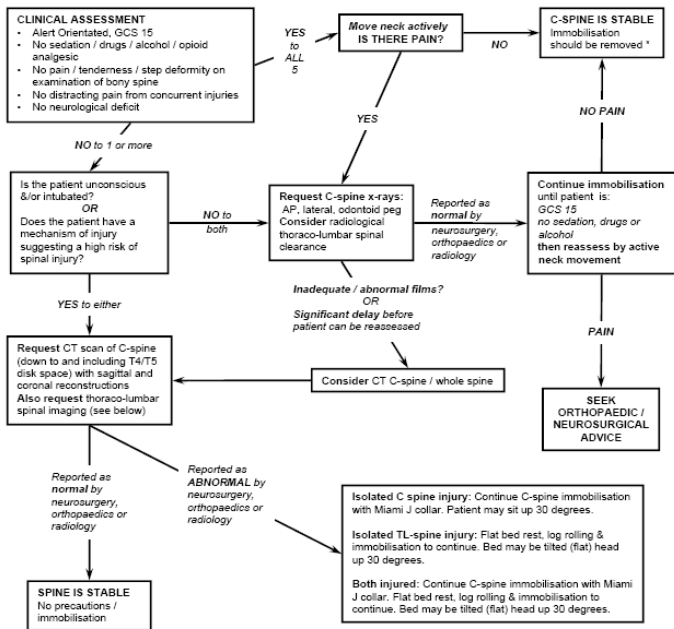 CLINICAL ASSESSMENT
• Alert Orientated, GCS 15
• No sedation / drugs / alcohol / opioid
analgesic
• No pain / tenderness / step deformity on
examination of bony spine
• No distracting pain from concurrent injuries
• No neurological deficit
YES
to
ALL
5
Move neck actively
IS THERE PAIN?
NO
C-SPINE IS STABLE
Immobilisation
should be removed *
NO to 1 or more
YES
NO PAIN
Is the patient unconscious
&/or intubated?
OR
Does the patient have a
mechanism of injury
suggesting a high risk of
spinal injury?
NO to
both
Request C-spine x-rays:
AP, lateral, odontoid peg
Consider radiological
thoraco-lumbar spinal
clearance
Reported as
normal by
neurosurgery,
orthopaedics or
radiology
Continue immobilisation
until patient is:
GCS 15
no sedation, drugs or
alcohol
then reassess by active
neck movement
YES to either
Inadequate / abnormal films?
OR
Significant delay before
patient can be reassessed
PAIN
Request CT scan of C-spine
(down to and including T4/T5
disk space) with sagittal and
coronal reconstructions
Also request thoraco-lumbar
spinal imaging (see below)
Consider CT C-spine / whole spine
SEEK
ORTHOPAEDIC /
NEUROSURGICAL
ADVICE
Reported as
normal by
neurosurgery,
orthopaedics or
radiology
Reported as
ABNORMAL by
neurosurgery,
orthopaedics or
radiology
Isolated C spine injury: Continue C-spine immobilisation
with Miami J collar. Patient may sit up 30 degrees.
Isolated TL-spine injury: Flat bed rest, log rolling &
immobilisation to continue. Bed may be tilted (flat) head
up 30 degrees.
Both injured: Continue C-spine immobilisation with Miami
J collar. Flat bed rest, log rolling & immobilisation to
continue. Bed may be tilted (flat) head up 30 degrees.
SPINE IS STABLE
No precautions /
immobilisation